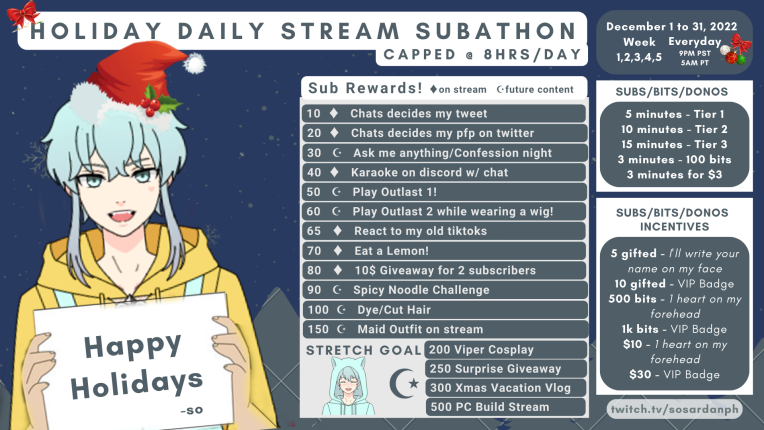 HOLIDAY DAILY STREAM SUBATHON
CAPPED @ 8HRS/DAY
December 1 to 31, 2022
Week
1,2,3,4,5
Everyday
9PM PST
5AM PT
Sub Rewards! ♦on stream ☾future content
10 ♦ Chats decides my tweet
20 ♦ Chats decides my pfp on twitter
30 ☾ Ask me anything/Confession night
40 ♦ Karaoke on discord w/ chat
50 ☾ Play Outlast 1!
60 ☾ Play Outlast 2 while wearing a wig!
65 ♦ React to my old tiktoks
70 ♦ Eat a Lemon!
80 ♦ 10$ Giveaway for 2 subscribers
90 ☾ Spicy Noodle Challenge
100 ☾ Dye/Cut Hair
150 ☾ Maid Outfit on stream
STRETCH GOAL
200 Viper Cosplay
250 Surprise Giveaway
300 Xmas Vacation Vlog
500 PC Build Stream
SUBS/BITS/DONOS
5 minutes - Tier 1
10 minutes - Tier 2
15 minutes - Tier 3
3 minutes - 100 bits
3 minutes for $3
SUBS/BITS/DONOS
INCENTIVES
5 gifted - I'll write your
name on my face
10 gifted - VIP Badge
500 bits - 1 heart on my
forehead
1k bits - VIP Badge
$10 - 1 heart on my
forehead
$30 - VIP Badge
twitch.tv/sosardanph
Happy
Holidays
-so